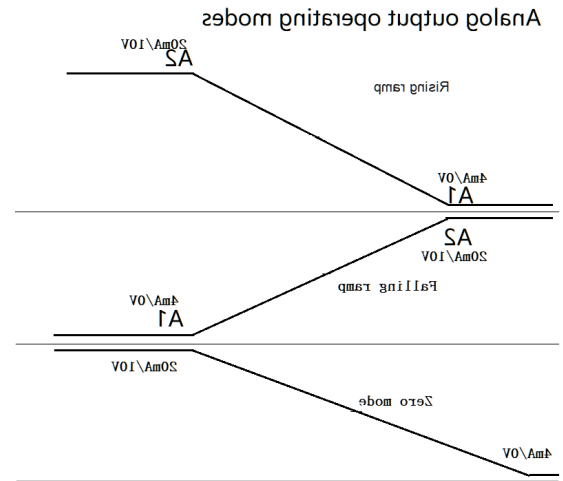 Analog output operating modes
20mA/10V
A2
Rising ramp
4mA/0V
A1
A2
20mA/10V
Falling ramp
4mA/0V
A1
20mA/10V
Zero mode
4mA/0V